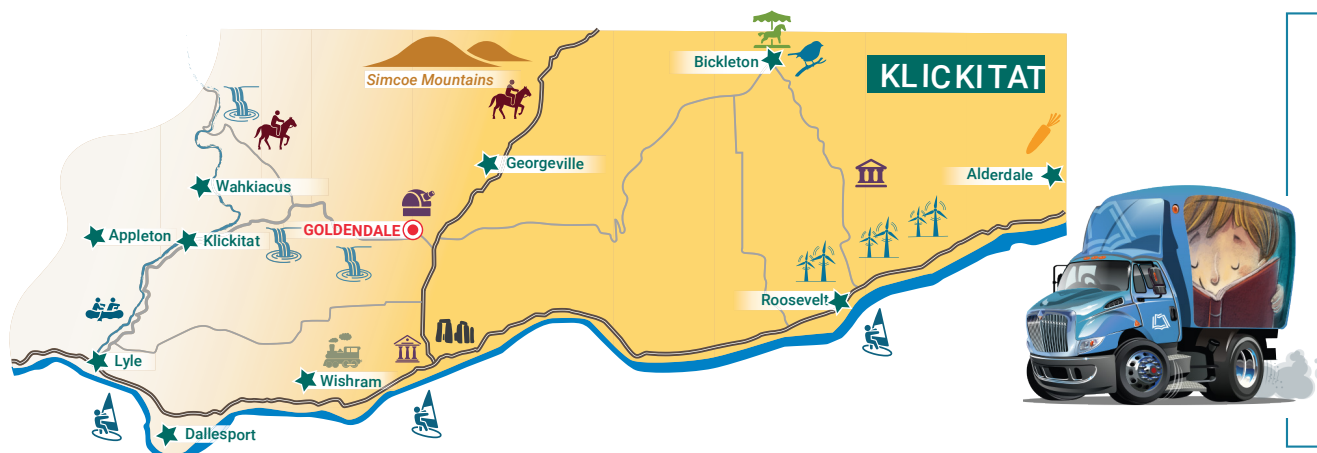 Bickleton
KLICKITAT
Simcoe Mountains
Georgeville
Alderdale
Wahkiacus
GOLDENDALE
Appleton
Klickitat
Roosevelt
Lyle
Wishram
Dallesport